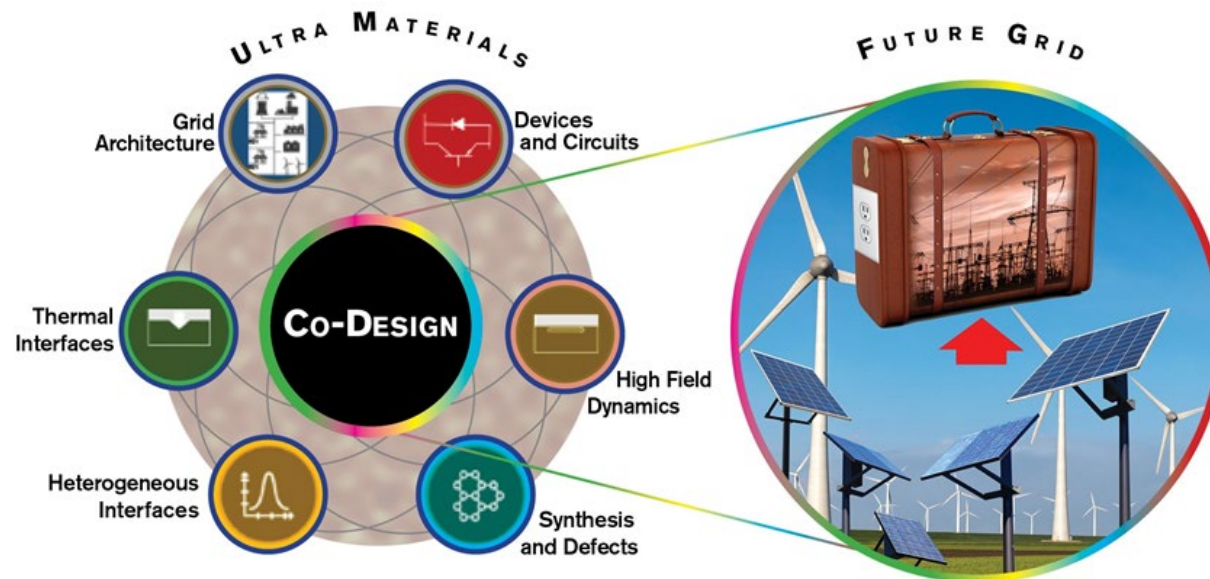 ULTRA MATERIALS
FUTURE GRID
Grid
Architecture
Devices
and Circuits
Thermal
Interfaces
CO-DESIGN
High Field
Dynamics
Heterogeneous
Interfaces
Synthesis
and Defects